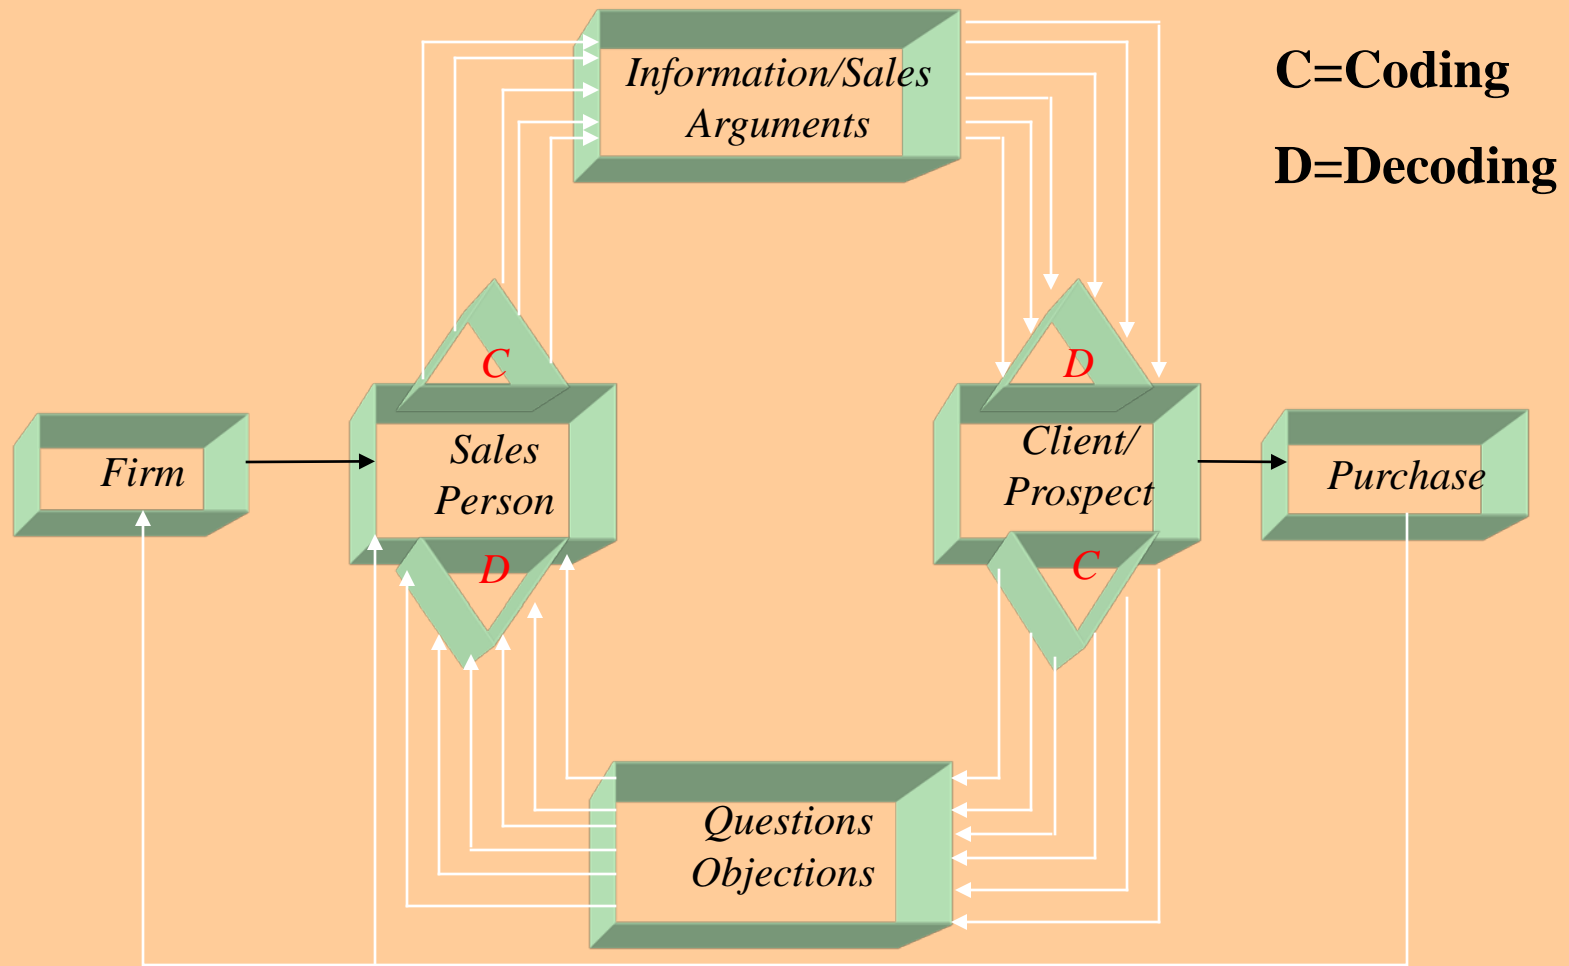 Information/Sales
Arguments
C=Coding
D=Decoding
C
D
Firm
Sales
Person
Client/
Prospect
Purchase
D
C
Questions
Objections